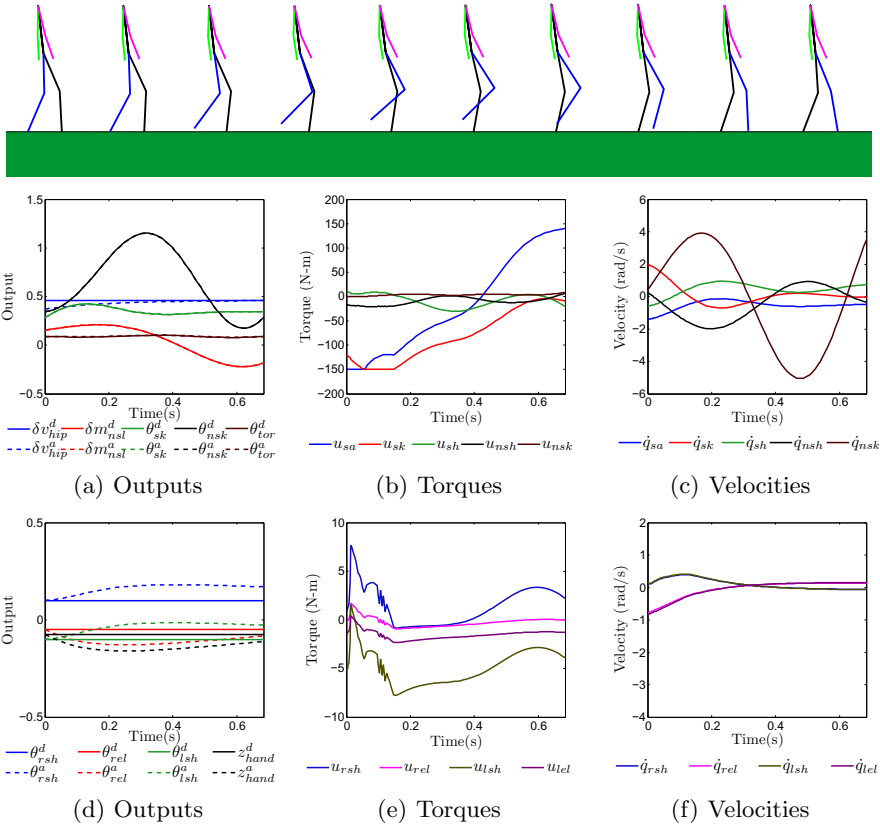 1.5
1
0.5
0
−0.5
0 0.2 0.4 0.6
Output
Time(s)
δv^d_hip δm^d_nsl θ^d_sk θ^d_nsk θ^d_tor
δv^a_hip δm^a_nsl θ^a_sk θ^a_nsk θ^a_tor
(a) Outputs
200
150
100
50
0
−50
−100
−150
−200
0 0.2 0.4 0.6
Torque (N-m)
Time(s)
u_sa u_sk u_sh u_nsh u_nsk
(b) Torques
6
4
2
0
−2
−4
−6
0 0.2 0.4 0.6
Velocity (rad/s)
Time(s)
q̇_sa q̇_sk q̇_sh q̇_nsh q̇_nsk
(c) Velocities
0.5
0
−0.5
0 0.2 0.4 0.6
Output
Time(s)
θ^d_rsh θ^d_rel θ^d_lsh z^d_hand
θ^a_rsh θ^a_rel θ^a_lsh z^a_hand
(d) Outputs
10
5
0
−5
−10
0 0.2 0.4 0.6
Torque (N-m)
Time(s)
u_rsh u_rel u_lsh u_lel
(e) Torques
2
1
0
−1
−2
−3
−4
0 0.2 0.4 0.6
Velocity (rad/s)
Time(s)
q̇_rsh q̇_rel q̇_lsh q̇_lel
(f) Velocities